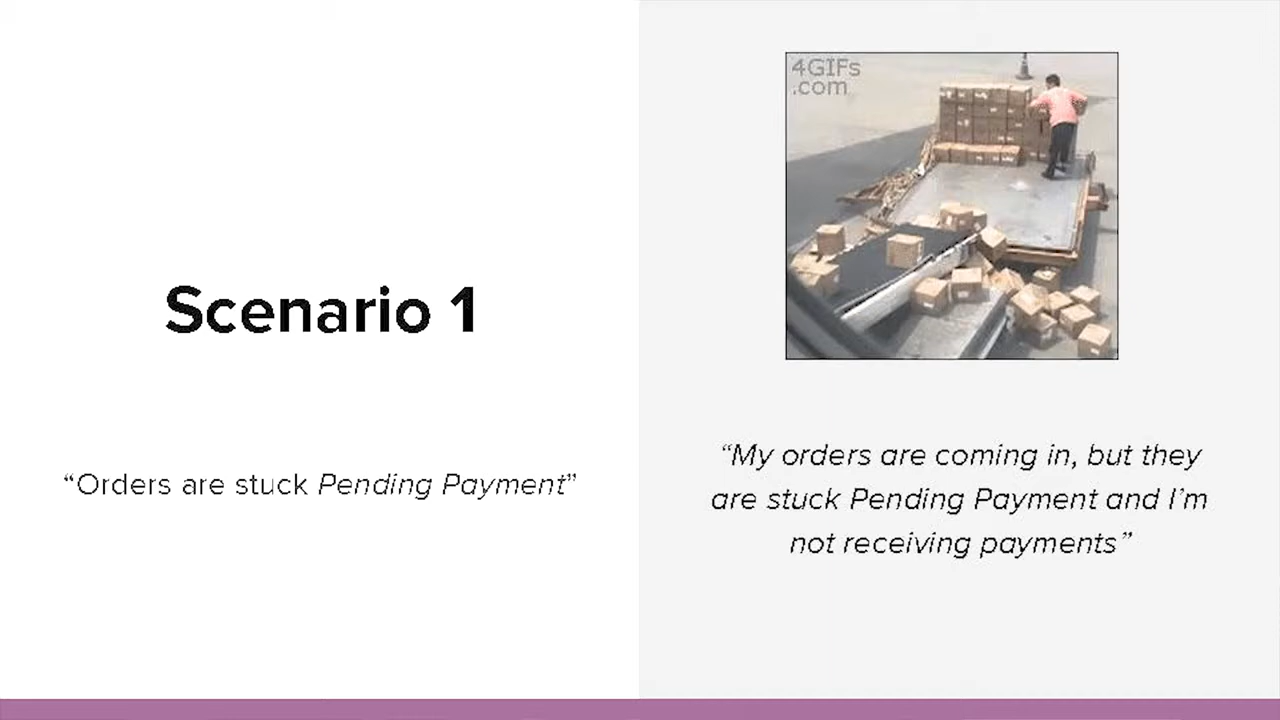 Scenario 1
“Orders are stuck Pending Payment”
4GIFs
.com
“My orders are coming in, but they
are stuck Pending Payment and I’m
not receiving payments”